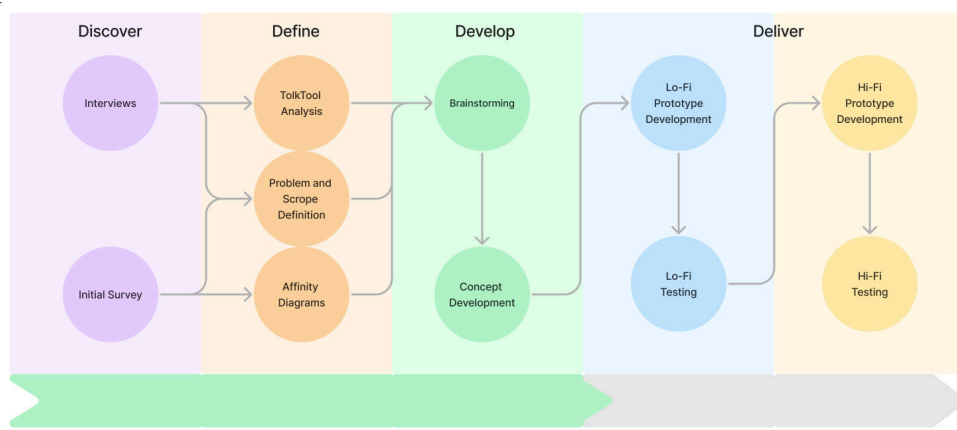 Discover
Define
Develop
Deliver
Interviews
Initial Survey
TolkTool
Analysis
Problem and
Scrope
Definition
Affinity
Diagrams
Brainstorming
Concept
Development
Lo-Fi
Prototype
Development
Lo-Fi
Testing
Hi-Fi
Prototype
Development
Hi-Fi
Testing